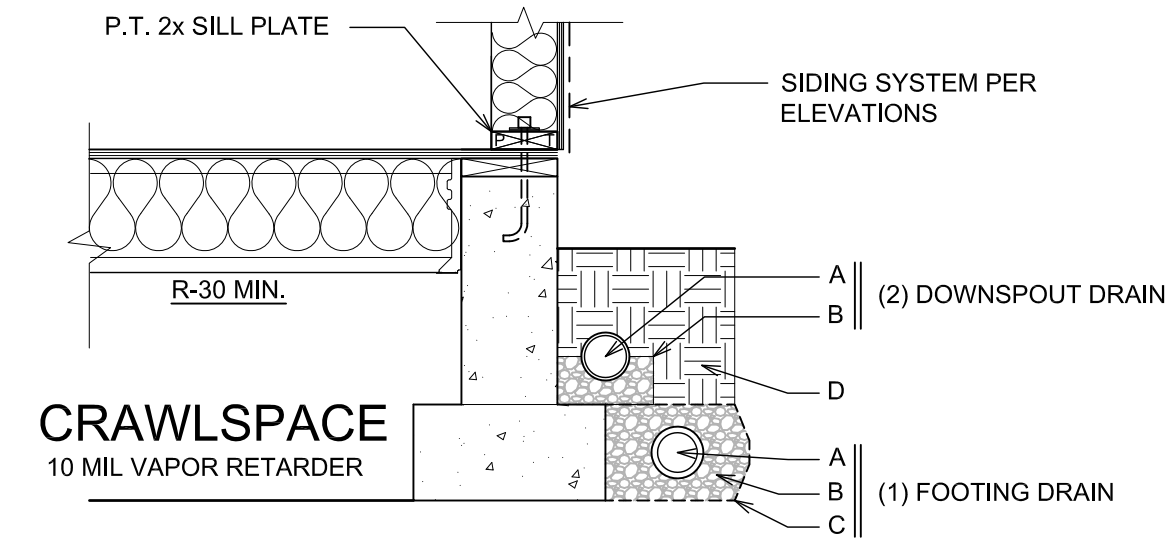 P.T. 2x SILL PLATE
SIDING SYSTEM PER
ELEVATIONS
R-30 MIN.
A
B
(2) DOWNSPOUT DRAIN
D
CRAWLSPACE
10 MIL VAPOR RETARDER
A
B
C
(1) FOOTING DRAIN